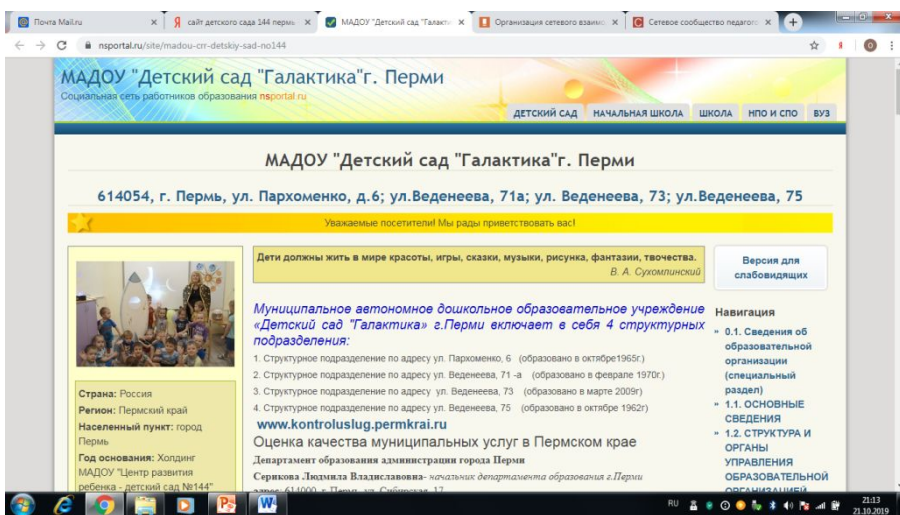 Почта Mail.ru
сайт детского сада 144 пермь
МАДОУ "Детский сад "Галакти
Организация сетевого взаимо
Сетевое сообщество педагого
nsportal.ru/site/madou-crr-detskiy-sad-no144
МАДОУ "Детский сад "Галактика"г. Перми
Социальная сеть работников образования nsportal.ru
ДЕТСКИЙ САД НАЧАЛЬНАЯ ШКОЛА ШКОЛА НПО И СПО ВУЗ
МАДОУ "Детский сад "Галактика"г. Перми
614054, г. Пермь, ул. Пархоменко, д.6; ул.Веденеева, 71а; ул. Веденеева, 73; ул.Веденеева, 75
Уважаемые посетители! Мы рады приветствовать вас!
Страна: Россия
Регион: Пермский край
Населенный пункт: город
Пермь
Год основания: Холдинг
МАДОУ "Центр развития
ребенка - детский сад №144"
Дети должны жить в мире красоты, игры, сказки, музыки, рисунка, фантазии, творчества.
В. А. Сухомлинский
Муниципальное автономное дошкольное образовательное учреждение
«Детский сад "Галактика» г.Перми включает в себя 4 структурных
подразделения:
1. Структурное подразделение по адресу ул. Пархоменко, 6 (образовано в октябре1965г.)
2. Структурное подразделение по адресу ул. Веденеева, 71 -а (образовано в феврале 1970г.)
3. Структурное подразделение по адресу ул. Веденеева, 73 (образовано в марте 2009г)
4. Структурное подразделение по адресу ул. Веденеева, 75 (образовано в октябре 1962г)
www.kontroluslug.permkrai.ru
Оценка качества муниципальных услуг в Пермском крае
Департамент образования администрации города Перми
Серикова Людмила Владиславовна- начальник департамента образования г.Перми
адрес: 614000, г. Пермь, ул. Сибирская, 17
Версия для
слабовидящих
Навигация
» 0.1. Сведения об
образовательной
организации
(специальный
раздел)
» 1.1. ОСНОВНЫЕ
СВЕДЕНИЯ
» 1.2. СТРУКТУРА И
ОРГАНЫ
УПРАВЛЕНИЯ
ОБРАЗОВАТЕЛЬНОЙ
ОРГАНИЗАЦИЕЙ
RU
21:13
21.10.2019